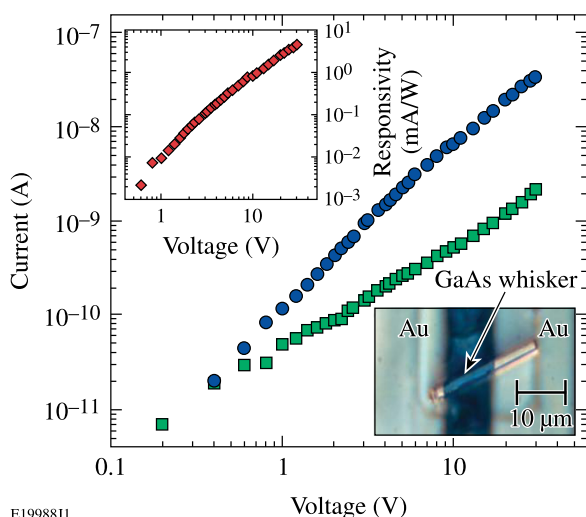 10⁻⁷
10⁻⁸
10⁻⁹
10⁻¹⁰
10⁻¹¹
Current (A)
0.1
1
10
Voltage (V)
10¹
10⁰
10⁻¹
10⁻²
10⁻³
Responsivity
(mA/W)
1
10
Voltage (V)
GaAs whisker
Au
Au
10 μm
E19988J1